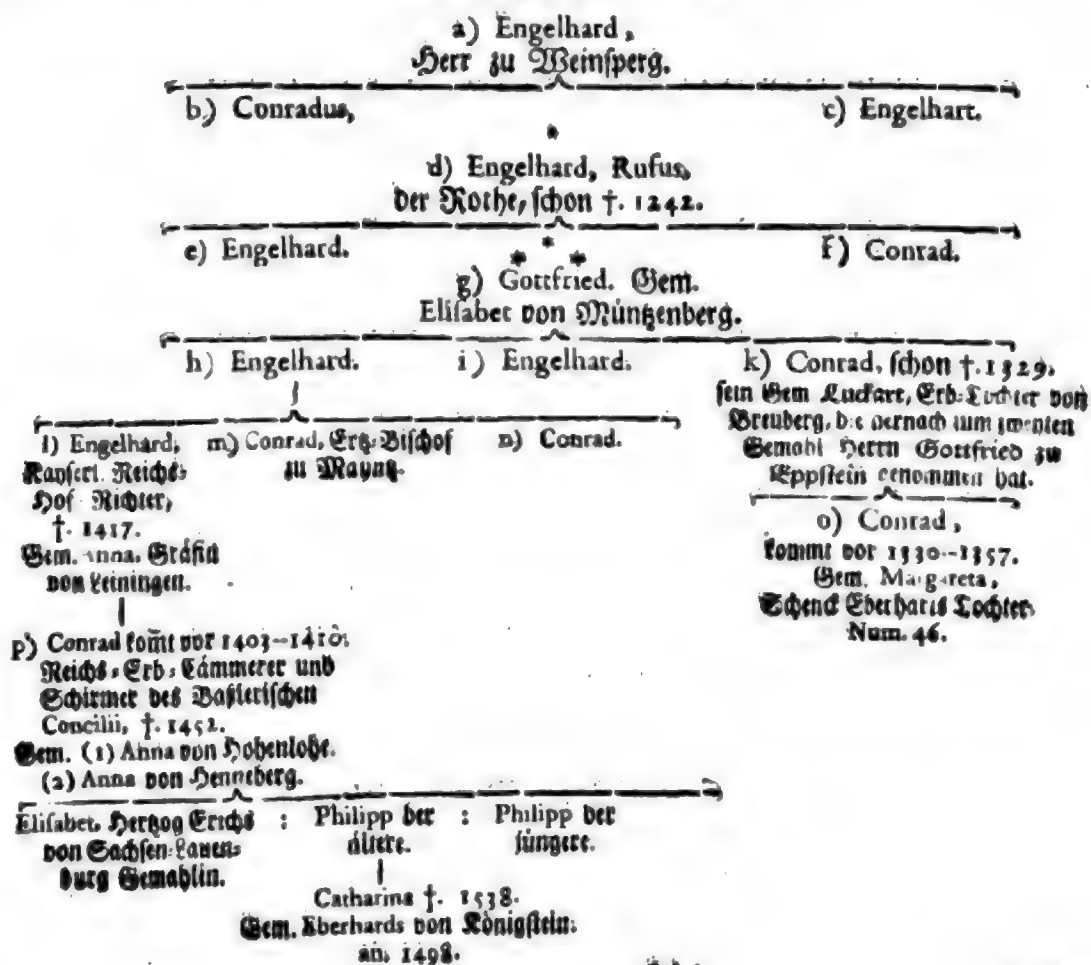 a) Engelhard,
Herr zu Weinsperg.
b) Conradus,
c) Engelhart.
*
d) Engelhard, Rufus,
der Rothe, schon †. 1242.
e) Engelhard.
f) Conrad.
* * *
g) Gottfried. Gem.
Elisabet von Müntzenberg.
h) Engelhard.
i) Engelhard.
k) Conrad, schon †. 1329.
sein Gem Luckart, Erb-Tochter von
Breuberg, die hernach zum zweyten
Gemahl Herrn Gottfried zu
Eppstein genommen hat.
l) Engelhard,
Kayserl. Reichs-
Hof-Richter,
†. 1417.
Gem. Anna, Gräfin
von Leiningen.
m) Conrad, Ertz-Bischof
zu Mayntz.
n) Conrad.
o) Conrad,
kommt vor 1330--1357.
Gem. Margareta,
Schenck Eberharts Tochter,
Num. 46.
p) Conrad komt vor 1403--1410.
Reichs-Erb-Cämmerer und
Schirmer des Baßlerischen
Concilii, †. 1452.
Gem. (1) Anna von Hohenlohe.
(2) Anna von Henneberg.
Elisabet, Hertzog Erichs
von Sachsen-Lauen-
burg Gemahlin.
: Philipp der
ältere.
: Philipp der
jüngere.
Catharina †. 1538.
Gem. Eberhards von Königstein.
an. 1498.